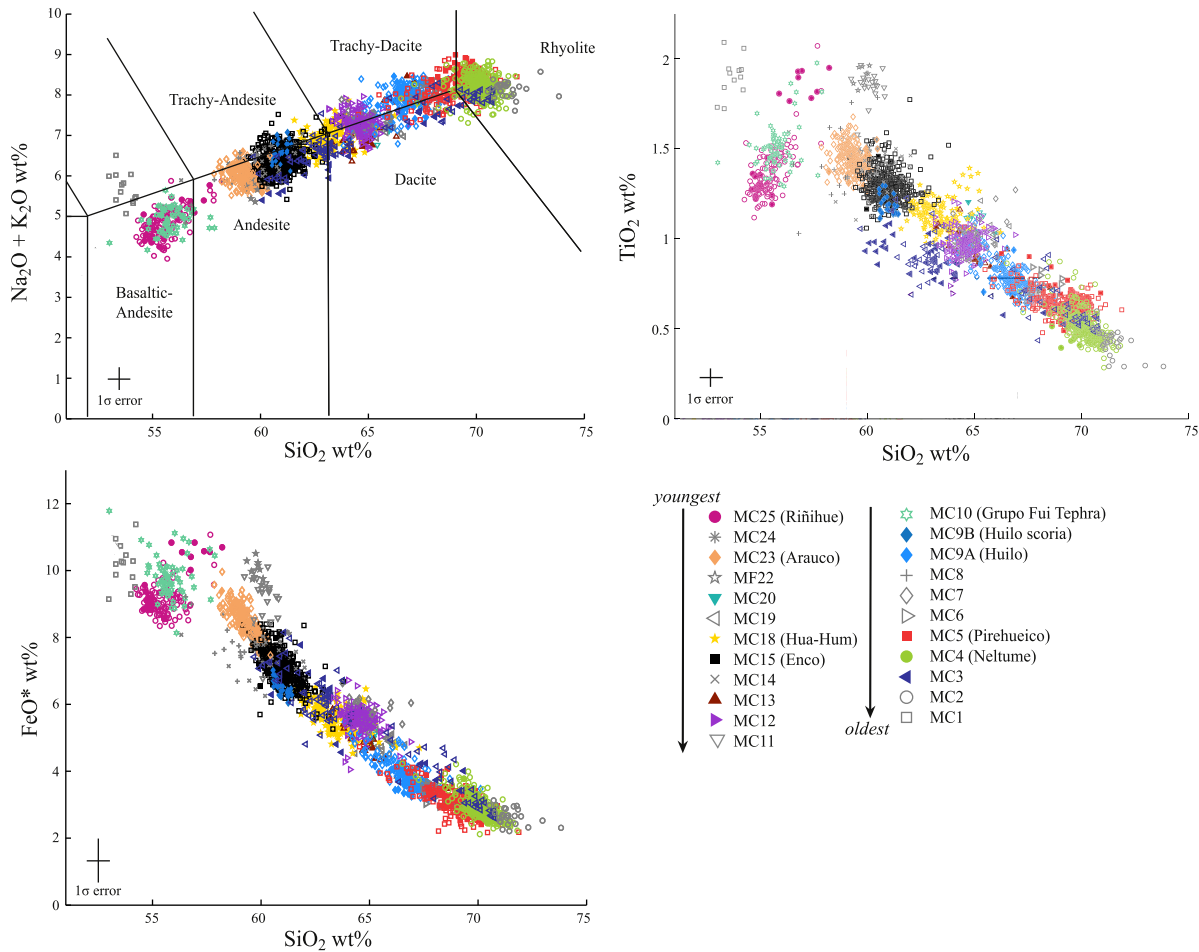 10
9
8
7
6
5
4
3
2
1
0
Na₂O + K₂O wt%
Trachy-Dacite
Rhyolite
Trachy-Andesite
Dacite
Andesite
Basaltic-
Andesite
1σ error
55
60
65
70
75
SiO₂ wt%
2
1.5
1
0.5
0
TiO₂ wt%
1σ error
55
60
65
70
75
SiO₂ wt%
12
10
8
6
4
2
0
FeO* wt%
1σ error
55
60
65
70
75
SiO₂ wt%
youngest
MC25 (Riñihue)
MC24
MC23 (Arauco)
MF22
MC20
MC19
MC18 (Hua-Hum)
MC15 (Enco)
MC14
MC13
MC12
MC11
MC10 (Grupo Fui Tephra)
MC9B (Huilo scoria)
MC9A (Huilo)
MC8
MC7
MC6
MC5 (Pirehueico)
MC4 (Neltume)
MC3
MC2
MC1
oldest